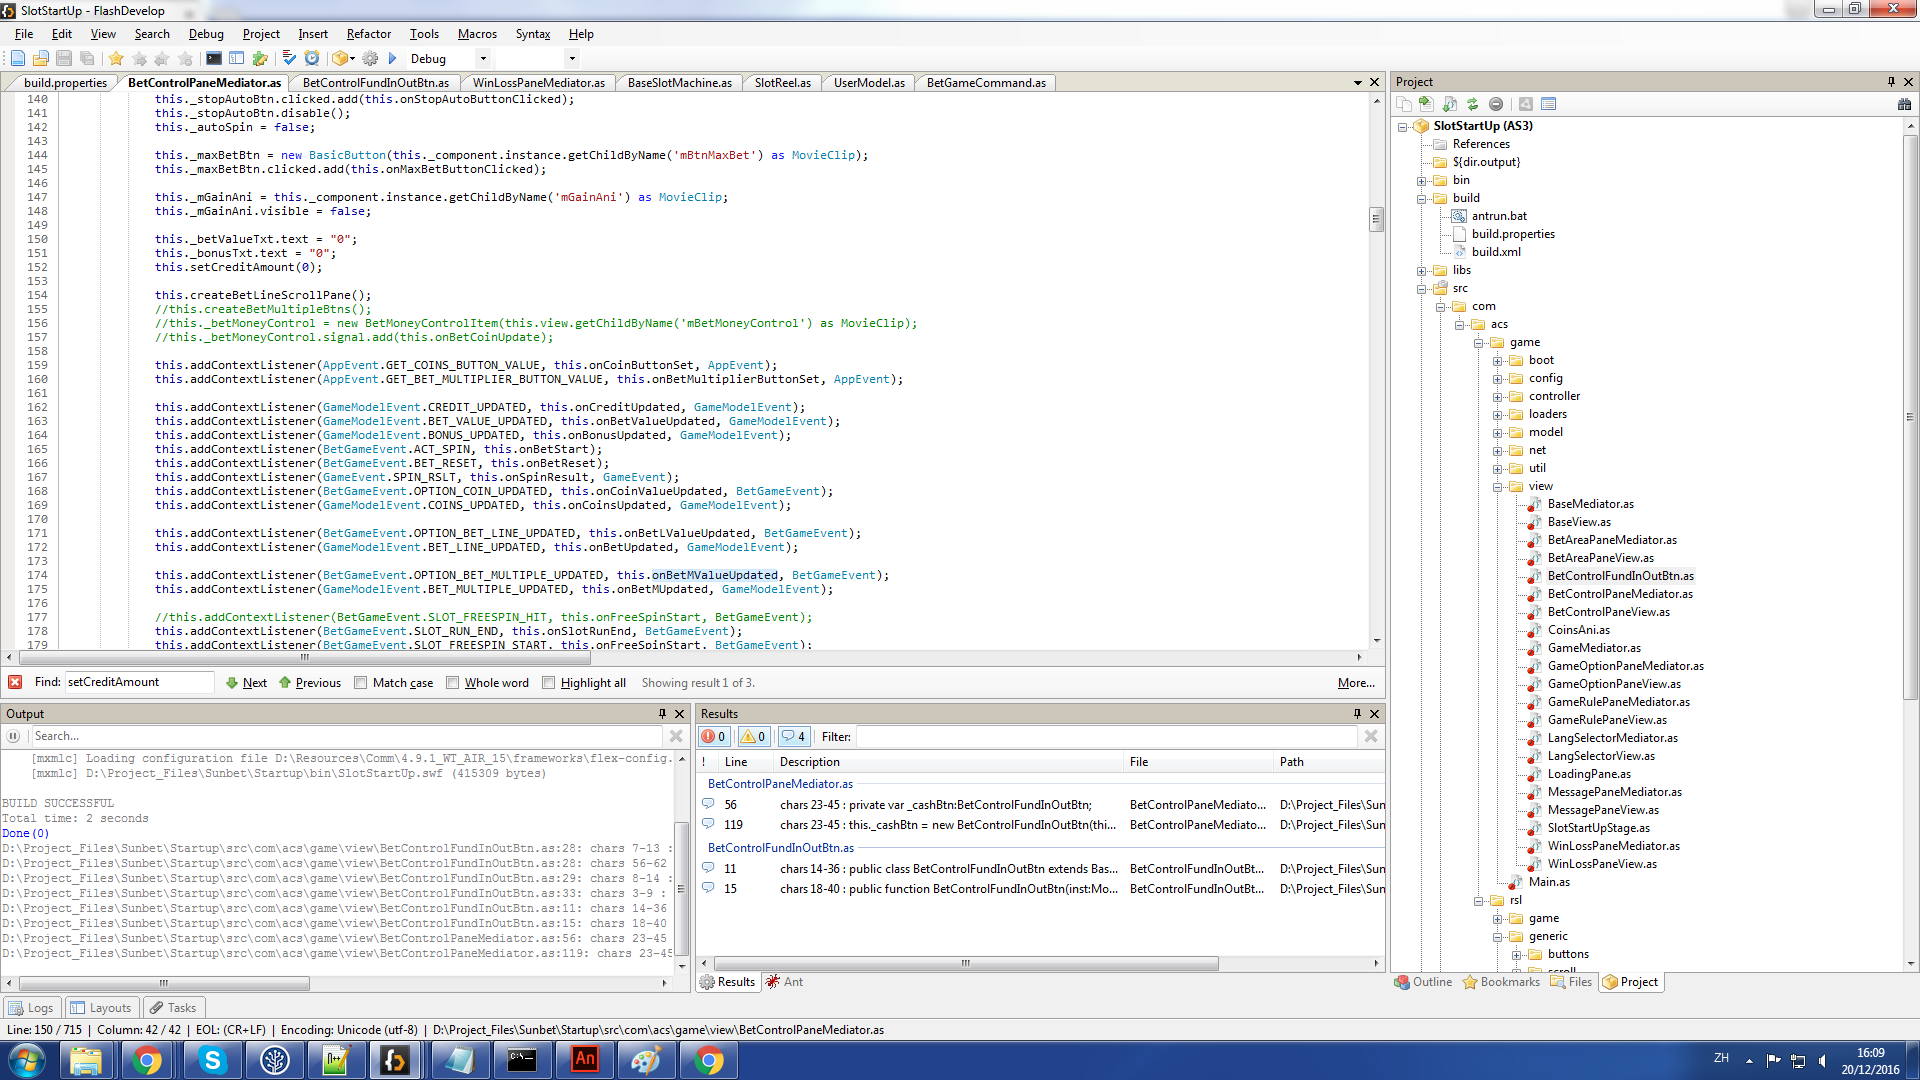 SlotStartUp - FlashDevelop
File Edit View Search Debug Project Insert Refactor Tools Macros Syntax Help
Debug
build.properties BetControlPaneMediator.as BetControlFundInOutBtn.as WinLossPaneMediator.as BaseSlotMachine.as SlotReel.as UserModel.as BetGameCommand.as
140 this._stopAutoBtn.clicked.add(this.onStopAutoButtonClicked);
141 this._stopAutoBtn.disable();
142 this._autoSpin = false;
143
144 this._maxBetBtn = new BasicButton(this._component.instance.getChildByName('mBtnMaxBet') as MovieClip);
145 this._maxBetBtn.clicked.add(this.onMaxBetButtonClicked);
146
147 this._mGainAni = this._component.instance.getChildByName('mGainAni') as MovieClip;
148 this._mGainAni.visible = false;
149
150 this._betValueTxt.text = "0";
151 this._bonusTxt.text = "0";
152 this.setCreditAmount(0);
153
154 this.createBetLineScrollPane();
155 //this.createBetMultipleBtns();
156 //this._betMoneyControl = new BetMoneyControlItem(this.view.getChildByName('mBetMoneyControl') as MovieClip);
157 //this._betMoneyControl.signal.add(this.onBetCoinUpdate);
158
159 this.addContextListener(AppEvent.GET_COINS_BUTTON_VALUE, this.onCoinButtonSet, AppEvent);
160 this.addContextListener(AppEvent.GET_BET_MULTIPLIER_BUTTON_VALUE, this.onBetMultiplierButtonSet, AppEvent);
161
162 this.addContextListener(GameModelEvent.CREDIT_UPDATED, this.onCreditUpdated, GameModelEvent);
163 this.addContextListener(GameModelEvent.BET_VALUE_UPDATED, this.onBetValueUpdated, GameModelEvent);
164 this.addContextListener(GameModelEvent.BONUS_UPDATED, this.onBonusUpdated, GameModelEvent);
165 this.addContextListener(BetGameEvent.ACT_SPIN, this.onBetStart);
166 this.addContextListener(BetGameEvent.BET_RESET, this.onBetReset);
167 this.addContextListener(GameEvent.SPIN_RSLT, this.onSpinResult, GameEvent);
168 this.addContextListener(BetGameEvent.OPTION_COIN_UPDATED, this.onCoinValueUpdated, BetGameEvent);
169 this.addContextListener(GameModelEvent.COINS_UPDATED, this.onCoinsUpdated, GameModelEvent);
170
171 this.addContextListener(BetGameEvent.OPTION_BET_LINE_UPDATED, this.onBetLValueUpdated, BetGameEvent);
172 this.addContextListener(GameModelEvent.BET_LINE_UPDATED, this.onBetUpdated, GameModelEvent);
173
174 this.addContextListener(BetGameEvent.OPTION_BET_MULTIPLE_UPDATED, this.onBetMValueUpdated, BetGameEvent);
175 this.addContextListener(GameModelEvent.BET_MULTIPLE_UPDATED, this.onBetMUpdated, GameModelEvent);
176
177 //this.addContextListener(BetGameEvent.SLOT_FREESPIN_HIT, this.onFreeSpinStart, BetGameEvent);
178 this.addContextListener(BetGameEvent.SLOT_RUN_END, this.onSlotRunEnd, BetGameEvent);
179 this.addContextListener(BetGameEvent.SLOT_FREESPIN_START, this.onFreeSpinStart, BetGameEvent);
Find: setCreditAmount Next Previous Match case Whole word Highlight all Showing result 1 of 3. More...
Output
Search...
[mxmlc] Loading configuration file D:\Resources\Comm\4.9.1_WT_AIR_15\frameworks\flex-config.
[mxmlc] D:\Project_Files\Sunbet\Startup\bin\SlotStartUp.swf (415309 bytes)
BUILD SUCCESSFUL
Total time: 2 seconds
Done(0)
D:\Project_Files\Sunbet\Startup\src\com\acs\game\view\BetControlFundInOutBtn.as:28: chars 7-13 :
D:\Project_Files\Sunbet\Startup\src\com\acs\game\view\BetControlFundInOutBtn.as:28: chars 56-62
D:\Project_Files\Sunbet\Startup\src\com\acs\game\view\BetControlFundInOutBtn.as:29: chars 8-14 :
D:\Project_Files\Sunbet\Startup\src\com\acs\game\view\BetControlFundInOutBtn.as:33: chars 3-9 :
D:\Project_Files\Sunbet\Startup\src\com\acs\game\view\BetControlFundInOutBtn.as:11: chars 14-36
D:\Project_Files\Sunbet\Startup\src\com\acs\game\view\BetControlFundInOutBtn.as:15: chars 18-40
D:\Project_Files\Sunbet\Startup\src\com\acs\game\view\BetControlPaneMediator.as:56: chars 23-45
D:\Project_Files\Sunbet\Startup\src\com\acs\game\view\BetControlPaneMediator.as:119: chars 23-45
Results
0 0 4 Filter:
! Line Description File Path
BetControlPaneMediator.as
56 chars 23-45 : private var _cashBtn:BetControlFundInOutBtn; BetControlPaneMediato... D:\Project_Files\Sun
119 chars 23-45 : this._cashBtn = new BetControlFundInOutBtn(thi... BetControlPaneMediato... D:\Project_Files\Sun
BetControlFundInOutBtn.as
11 chars 14-36 : public class BetControlFundInOutBtn extends Bas... BetControlFundInOutBt... D:\Project_Files\Sun
15 chars 18-40 : public function BetControlFundInOutBtn(inst:Mo... BetControlFundInOutBt... D:\Project_Files\Sun
Results Ant
Logs Layouts Tasks
Line: 150 / 715 | Column: 42 / 42 | EOL: (CR+LF) | Encoding: Unicode (utf-8) | D:\Project_Files\Sunbet\Startup\src\com\acs\game\view\BetControlPaneMediator.as
Project
SlotStartUp (AS3)
References
${dir.output}
bin
build
antrun.bat
build.properties
build.xml
libs
src
com
acs
game
boot
config
controller
loaders
model
net
util
view
BaseMediator.as
BaseView.as
BetAreaPaneMediator.as
BetAreaPaneView.as
BetControlFundInOutBtn.as
BetControlPaneMediator.as
BetControlPaneView.as
CoinsAni.as
GameMediator.as
GameOptionPaneMediator.as
GameOptionPaneView.as
GameRulePaneMediator.as
GameRulePaneView.as
LangSelectorMediator.as
LangSelectorView.as
LoadingPane.as
MessagePaneMediator.as
MessagePaneView.as
SlotStartUpStage.as
WinLossPaneMediator.as
WinLossPaneView.as
Main.as
rsl
game
generic
buttons
scroll
Outline Bookmarks Files Project
An
ZH
16:09
20/12/2016